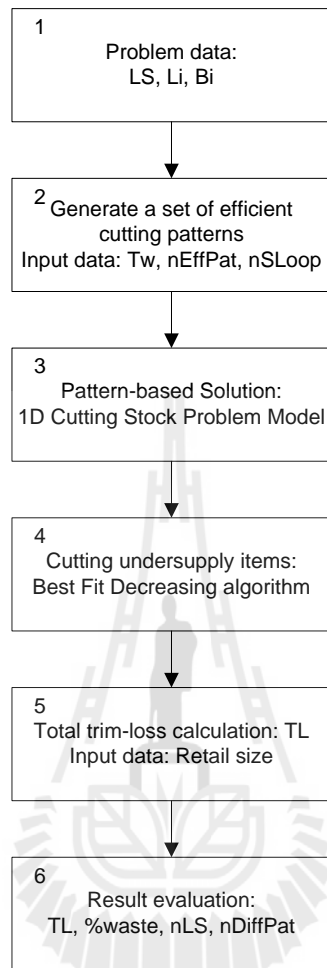 1
Problem data:
LS, Li, Bi
2
Generate a set of efficient
cutting patterns
Input data: Tw, nEffPat, nSLoop
3
Pattern-based Solution:
1D Cutting Stock Problem Model
4
Cutting undersupply items:
Best Fit Decreasing algorithm
5
Total trim-loss calculation: TL
Input data: Retail size
6
Result evaluation:
TL, %waste, nLS, nDiffPat